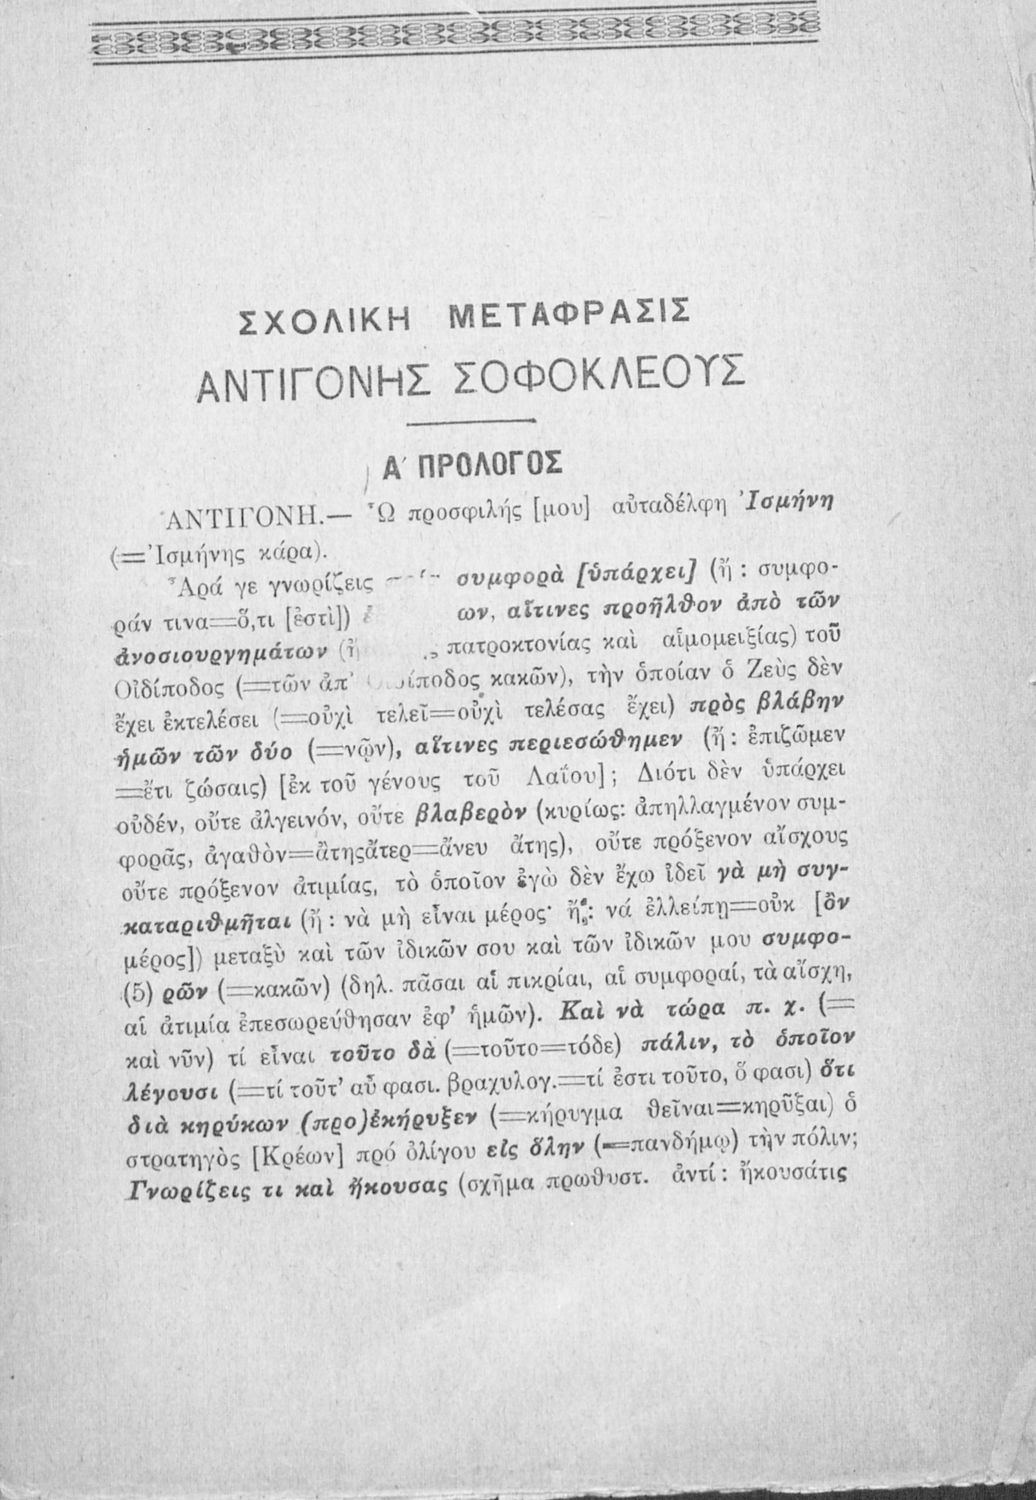 ΣΧΟΛΙΚΗ ΜΕΤΑΦΡΑΣΙΣ
ΑΝΤΙΓΟΝΗΣ ΣΟΦΟΚΛΕΟΥΣ
Α΄ ΠΡΟΛΟΓΟΣ
ἈΝΤΙΓΟΝΗ.— Ὦ προσφιλής [μου] αὐταδέλφη Ἰσμήνη
(=Ἰσμήνης κάρα).
Ἆρά γε γνωρίζεις συμφορὰ [ὑπάρχει] (ἤ : συμφο-
ράν τινα=ὅ,τι [ἐστὶ]) ων, αἵτινες προῆλθον ἀπὸ τῶν
ἀνοσιουργημάτων (ἤ πατροκτονίας καὶ αἱμομειξίας) τοῦ
Οἰδίποδος (=τῶν ἀπ’ Οἰδίποδος κακῶν), τὴν ὁποίαν ὁ Ζεὺς δὲν
ἔχει ἐκτελέσει (=οὐχὶ τελεῖ=οὐχὶ τελέσας ἔχει) πρὸς βλάβην
ἡμῶν τῶν δύο (=νῷν), αἵτινες περιεσώθημεν (ἤ : ἐπιζῶμεν
=ἔτι ζώσαις) [ἐκ τοῦ γένους τοῦ Λαΐου] ; Διότι δὲν ὑπάρχει
οὐδέν, οὔτε ἀλγεινόν, οὔτε βλαβερὸν (κυρίως: ἀπηλλαγμένον συμ-
φορᾶς, ἀγαθὸν=ἄτηςἄτερ=ἄνευ ἄτης), οὔτε πρόξενον αἴσχους
οὔτε πρόξενον ἀτιμίας, τὸ ὁποῖον ἐγὼ δὲν ἔχω ἰδεῖ γὰ μὴ συγ-
καταριθμῆται (ἤ : νὰ μὴ εἶναι μέρος· ἤ : νά ἐλλείπῃ=οὐκ [ὂν
μέρος]) μεταξὺ καὶ τῶν ἰδικῶν σου καὶ τῶν ἰδικῶν μου συμφο-
(5) ρῶν (=κακῶν) (δηλ. πᾶσαι αἱ πικρίαι, αἱ συμφοραί, τὰ αἴσχη,
αἱ ἀτιμία ἐπεσωρεύθησαν ἐφ’ ἡμῶν). Καὶ νὰ τώρα π. χ. (=
καὶ νῦν) τί εἶναι τοῦτο δὰ (=τοῦτο=τόδε) πάλιν, τὸ ὁποῖον
λέγουσι (=τί τοῦτ’ αὖ φασι. βραχυλογ.=τί ἐστι τοῦτο, ὅ φασι) ὅτι
διὰ κηρύκων (προ)ἐκήρυξεν (=κήρυγμα θεῖναι=κηρῦξαι) ὁ
στρατηγὸς [Κρέων] πρό ὀλίγου εἰς ὅλην (=πανδήμῳ) τὴν πόλιν;
Γνωρίζεις τι καὶ ἤκουσας (σχῆμα πρωθυστ. ἀντί : ἤκουσάτις